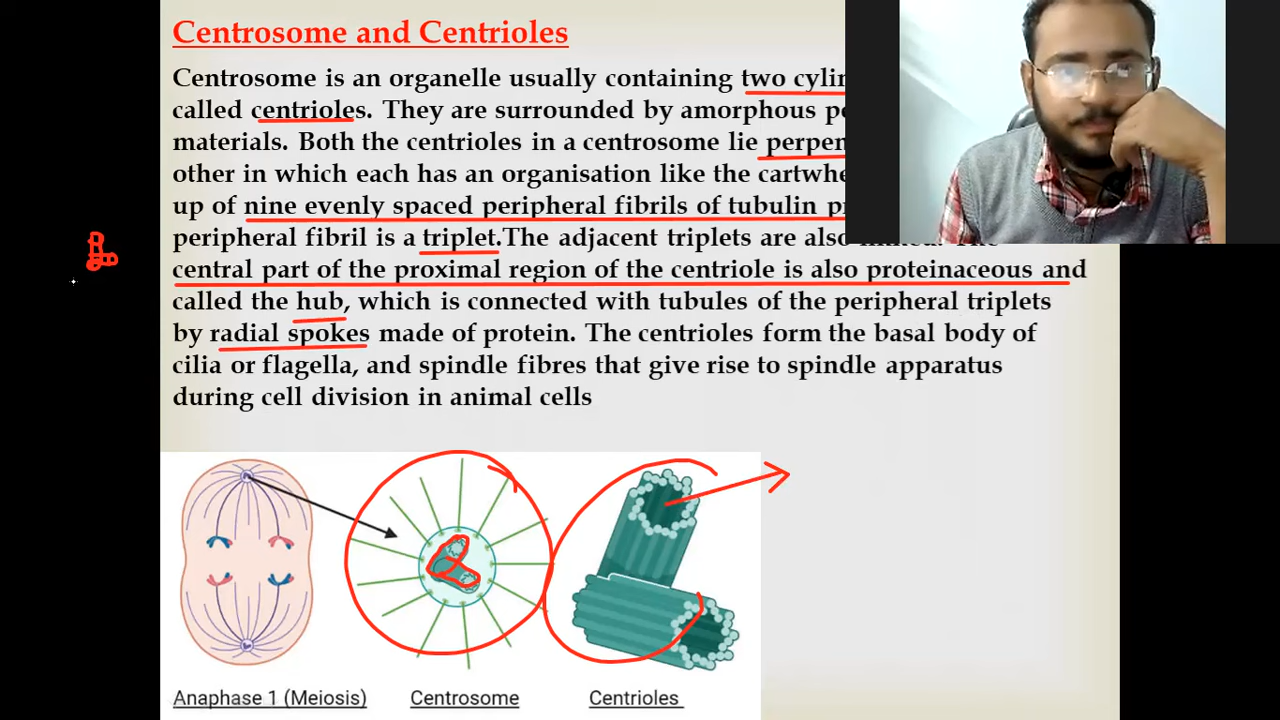 Centrosome and Centrioles
Centrosome is an organelle usually containing two
called centrioles. They are surrounded by amorphous
materials. Both the centrioles in a centrosome lie
other in which each has an organisation like the
up of nine evenly spaced peripheral fibrils of tubulin
peripheral fibril is a triplet.The adjacent triplets are also
central part of the proximal region of the centriole is also proteinaceous and
called the hub, which is connected with tubules of the peripheral triplets
by radial spokes made of protein. The centrioles form the basal body of
cilia or flagella, and spindle fibres that give rise to spindle apparatus
during cell division in animal cells
Anaphase 1 (Meiosis) Centrosome Centrioles